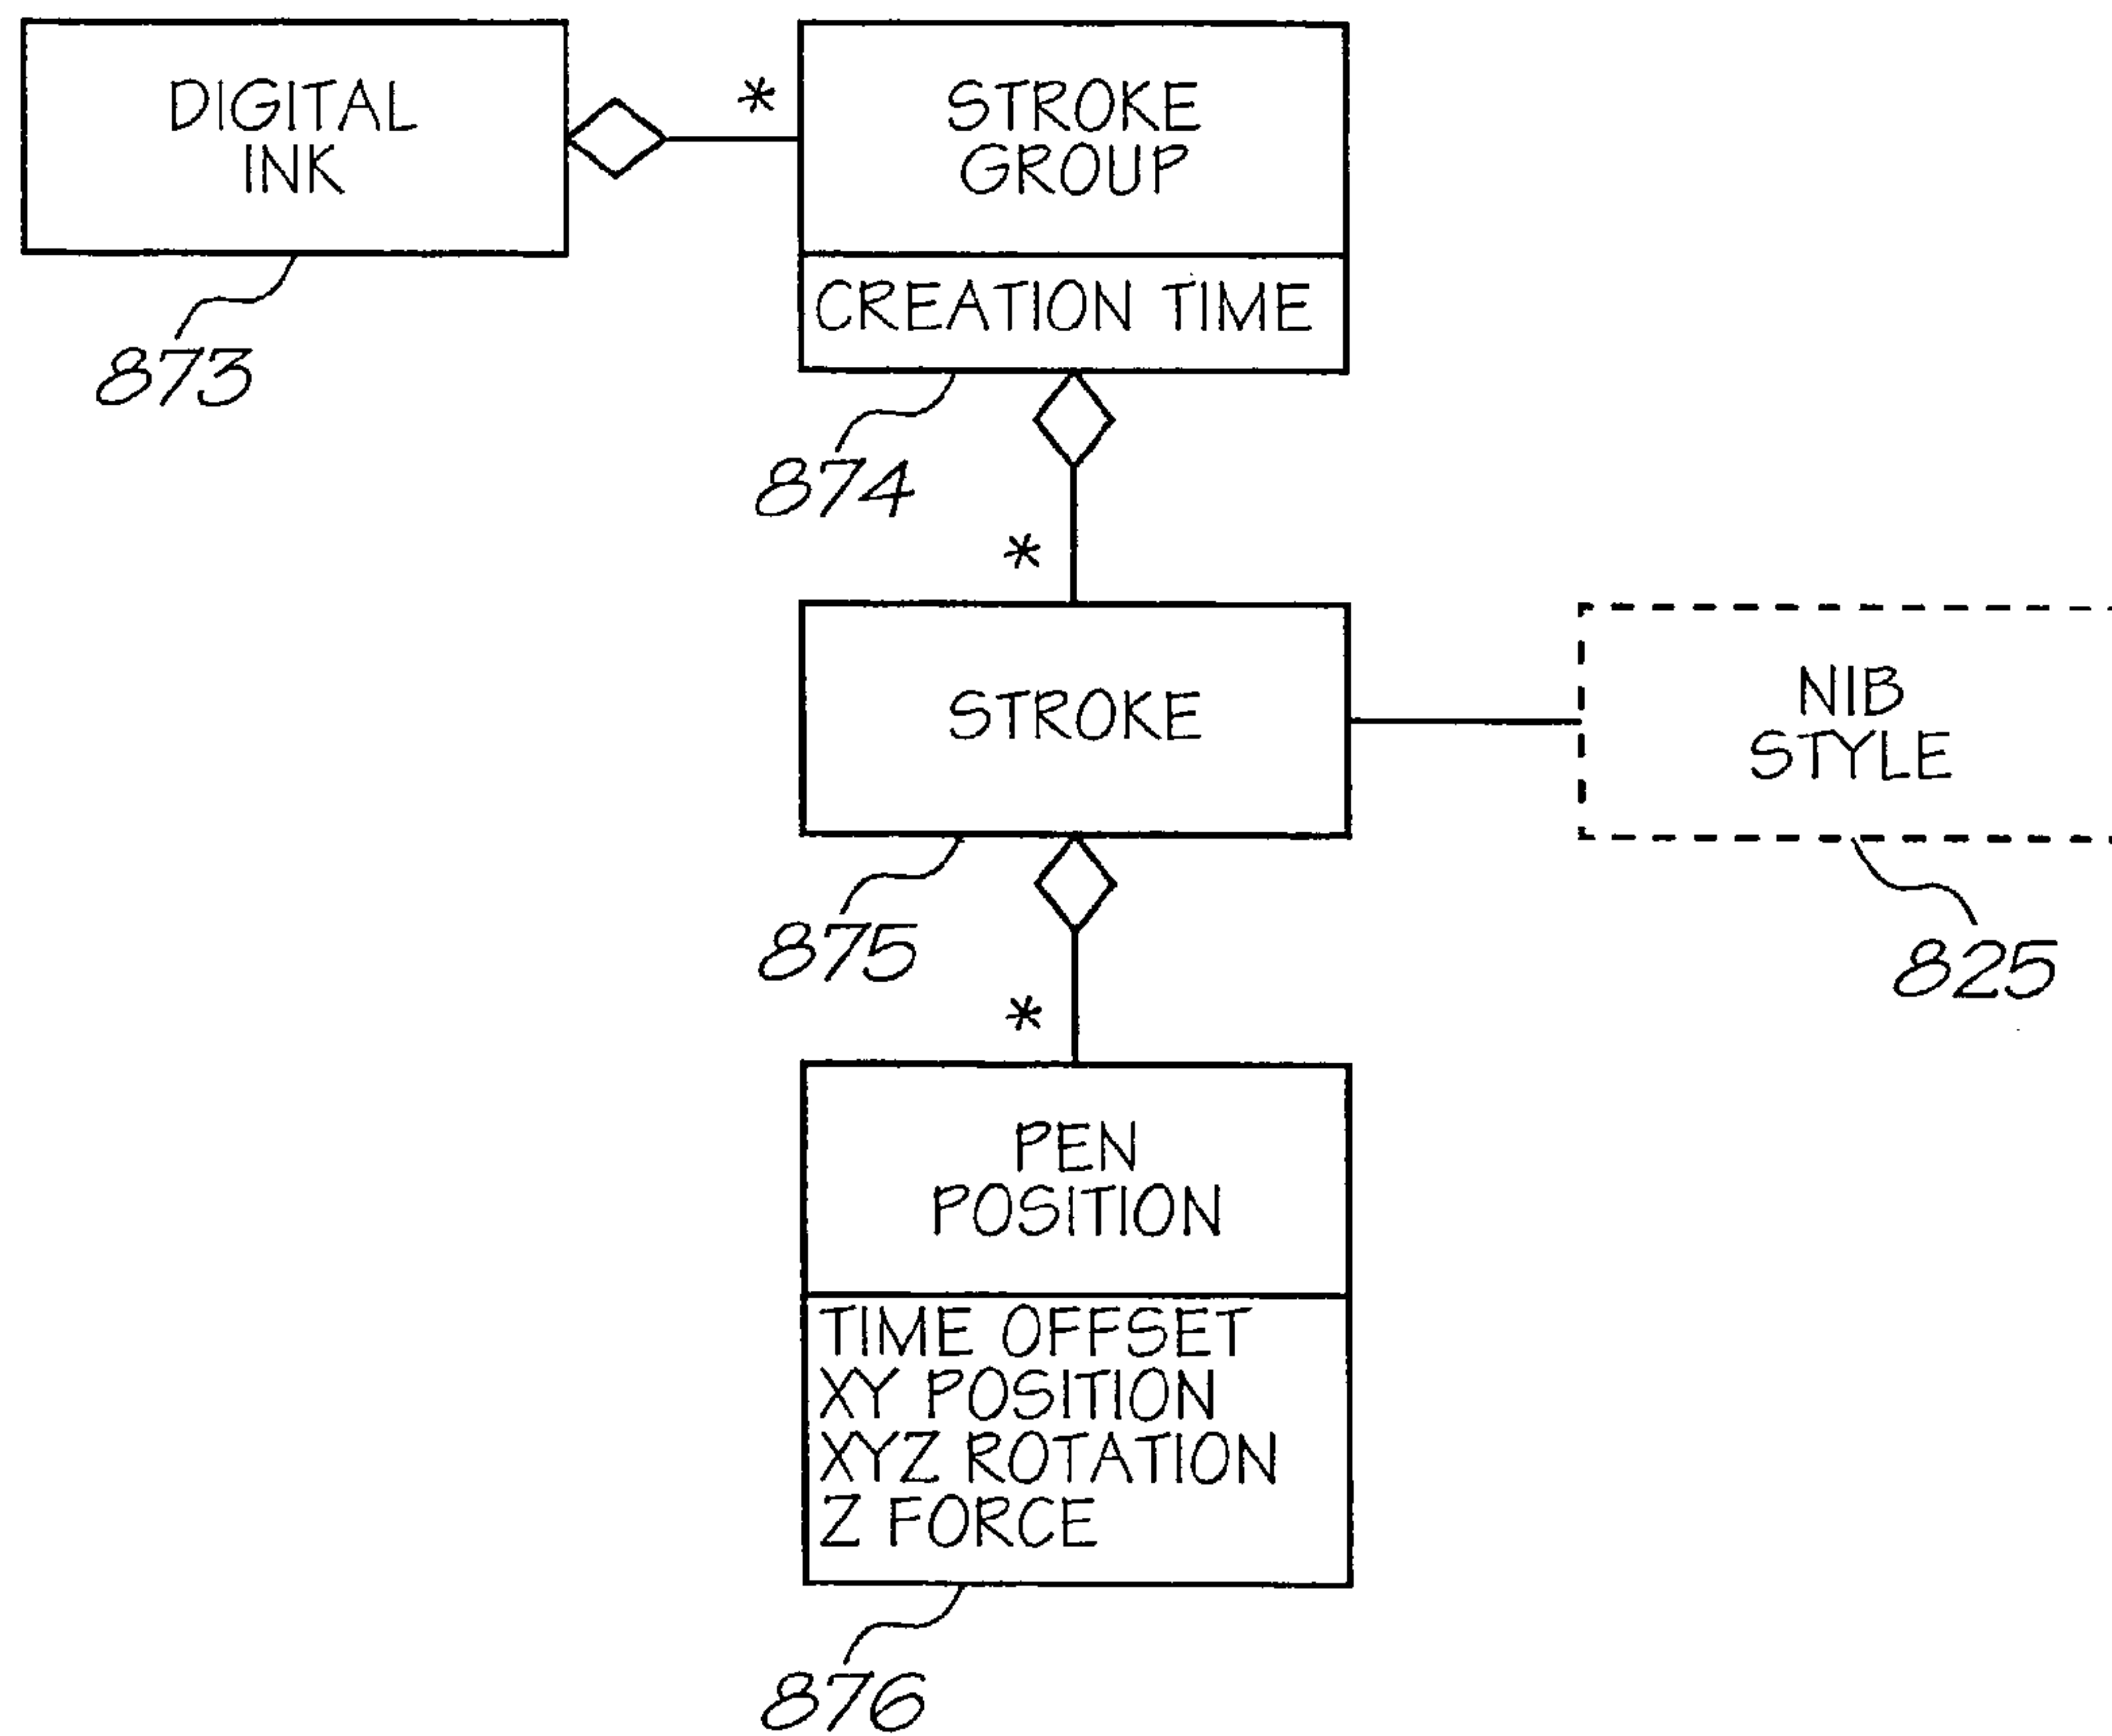 DIGITAL
INK
*
STROKE
GROUP
CREATION TIME
873
874
*
STROKE
NIB
STYLE
875
825
*
PEN
POSITION
TIME OFFSET
XY POSITION
XYZ ROTATION
Z FORCE
876